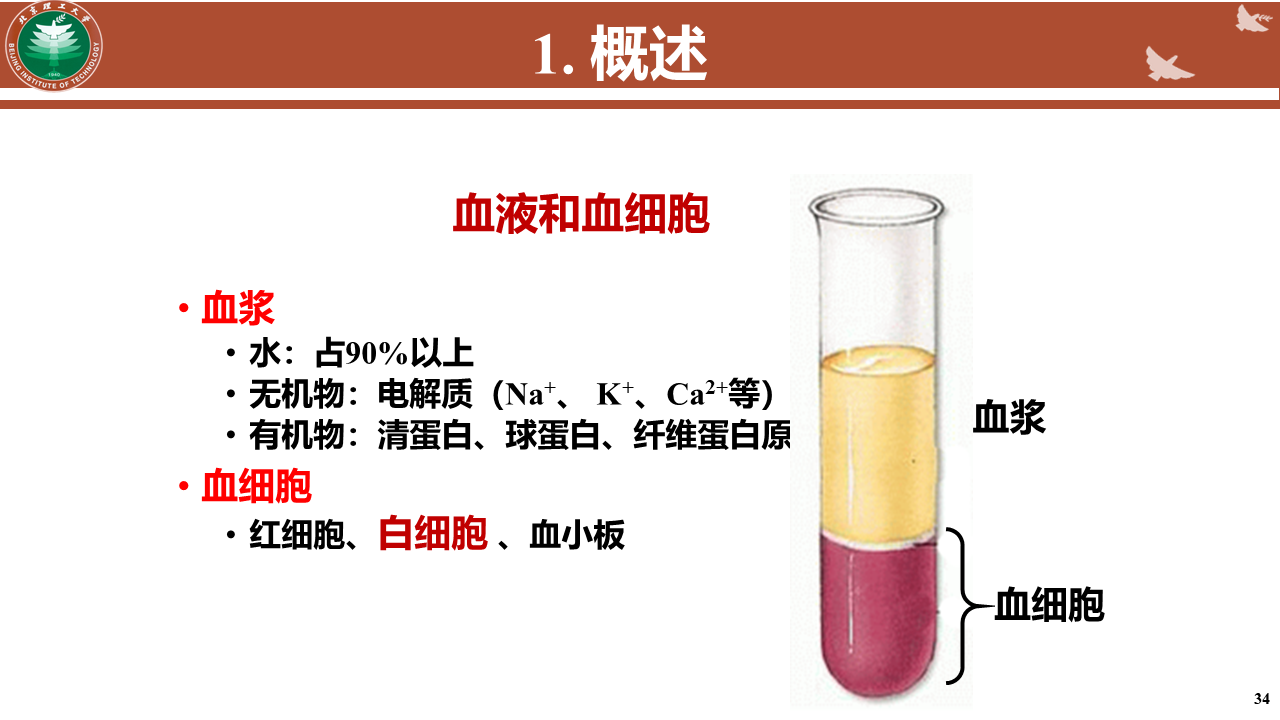 北京理工大学
BEIJING INSTITUTE OF TECHNOLOGY
1940
1. 概述
血液和血细胞
• 血浆
• 水：占90%以上
• 无机物：电解质（Na⁺、 K⁺、Ca²⁺等）
• 有机物：清蛋白、球蛋白、纤维蛋白原
• 血细胞
• 红细胞、白细胞 、血小板
血浆
血细胞
34